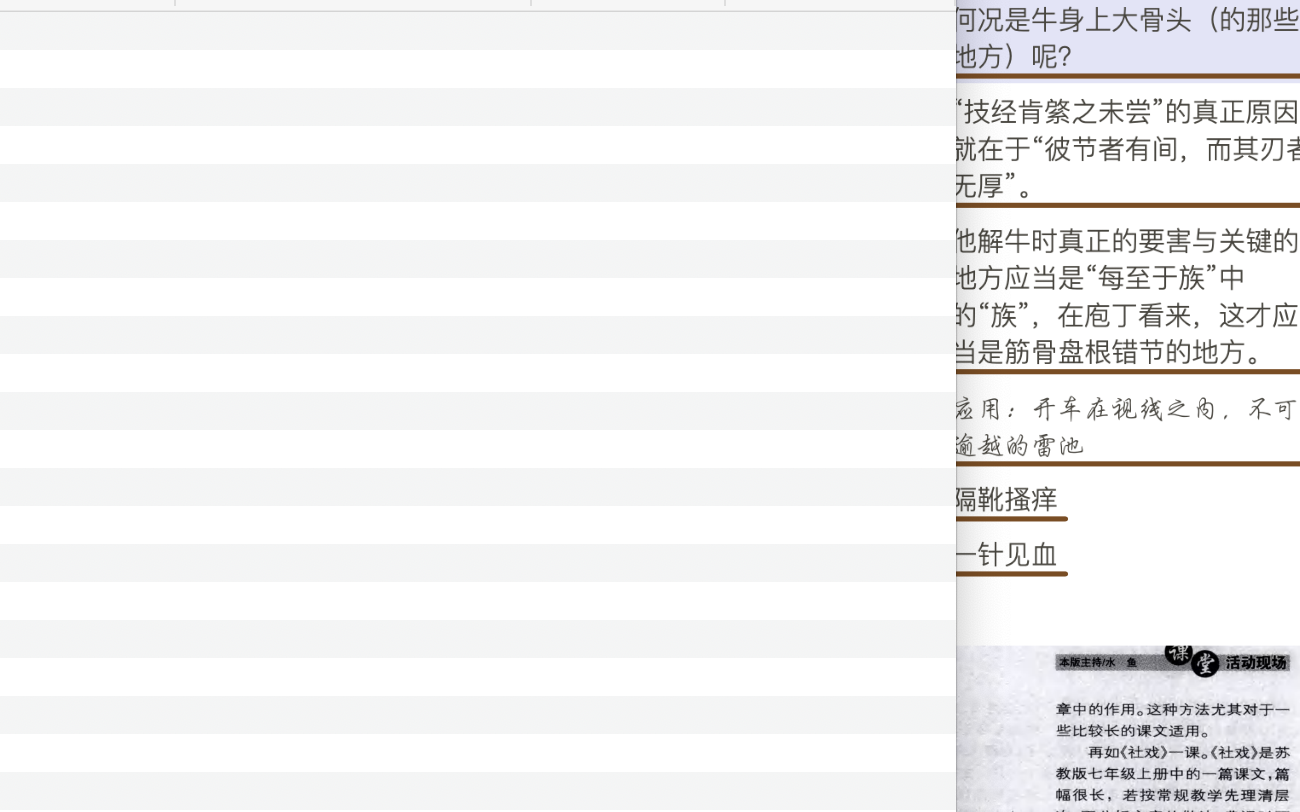 何况是牛身上大骨头（的那些
地方）呢？
“技经肯綮之未尝”的真正原因
就在于“彼节者有间，而其刃者
无厚”。
他解牛时真正的要害与关键的
地方应当是“每至于族”中
的“族”，在庖丁看来，这才应
当是筋骨盘根错节的地方。
应用：开车在视线之内，不可
逾越的雷池
隔靴搔痒
一针见血
本版主持/水 鱼 课堂 活动现场
章中的作用。这种方法尤其对于一
些比较长的课文适用。
再如《社戏》一课。《社戏》是苏
教版七年级上册中的一篇课文，篇
幅很长，若按常规教学先理清层